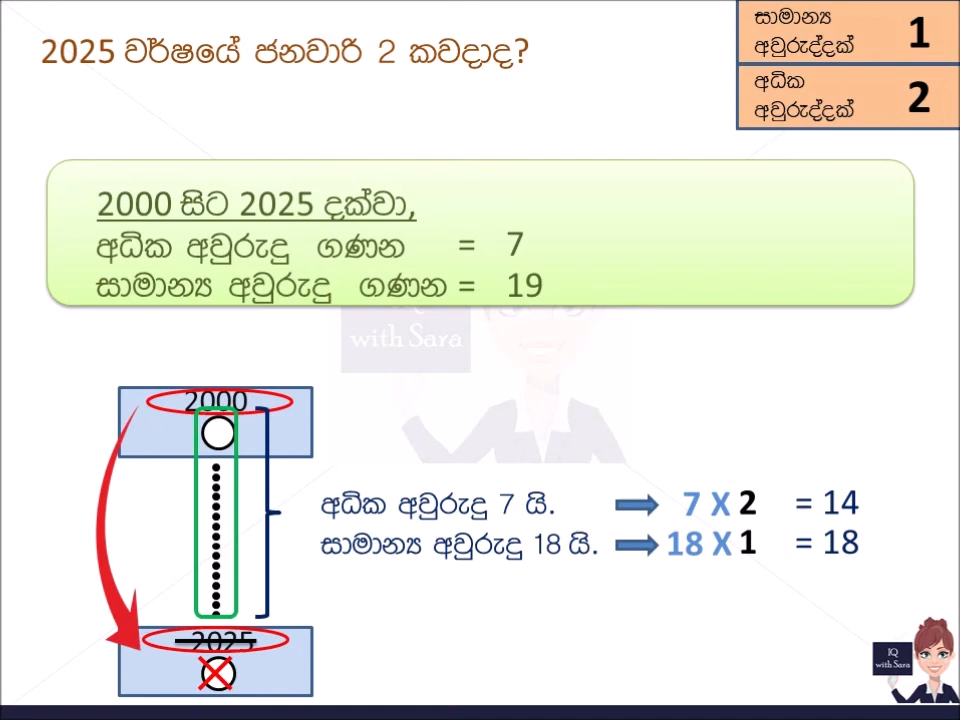 2025 වර්ෂයේ ජනවාරි 2 කවදාද?
සාමාන්‍ය අවුරුද්දක් 1
අධික අවුරුද්දක් 2
2000 සිට 2025 දක්වා,
අධික අවුරුදු ගණන = 7
සාමාන්‍ය අවුරුදු ගණන = 19
with Sara
2000
අධික අවුරුදු 7 යි. 7 X 2 = 14
සාමාන්‍ය අවුරුදු 18 යි. 18 X 1 = 18
2025
IQ
with Sara